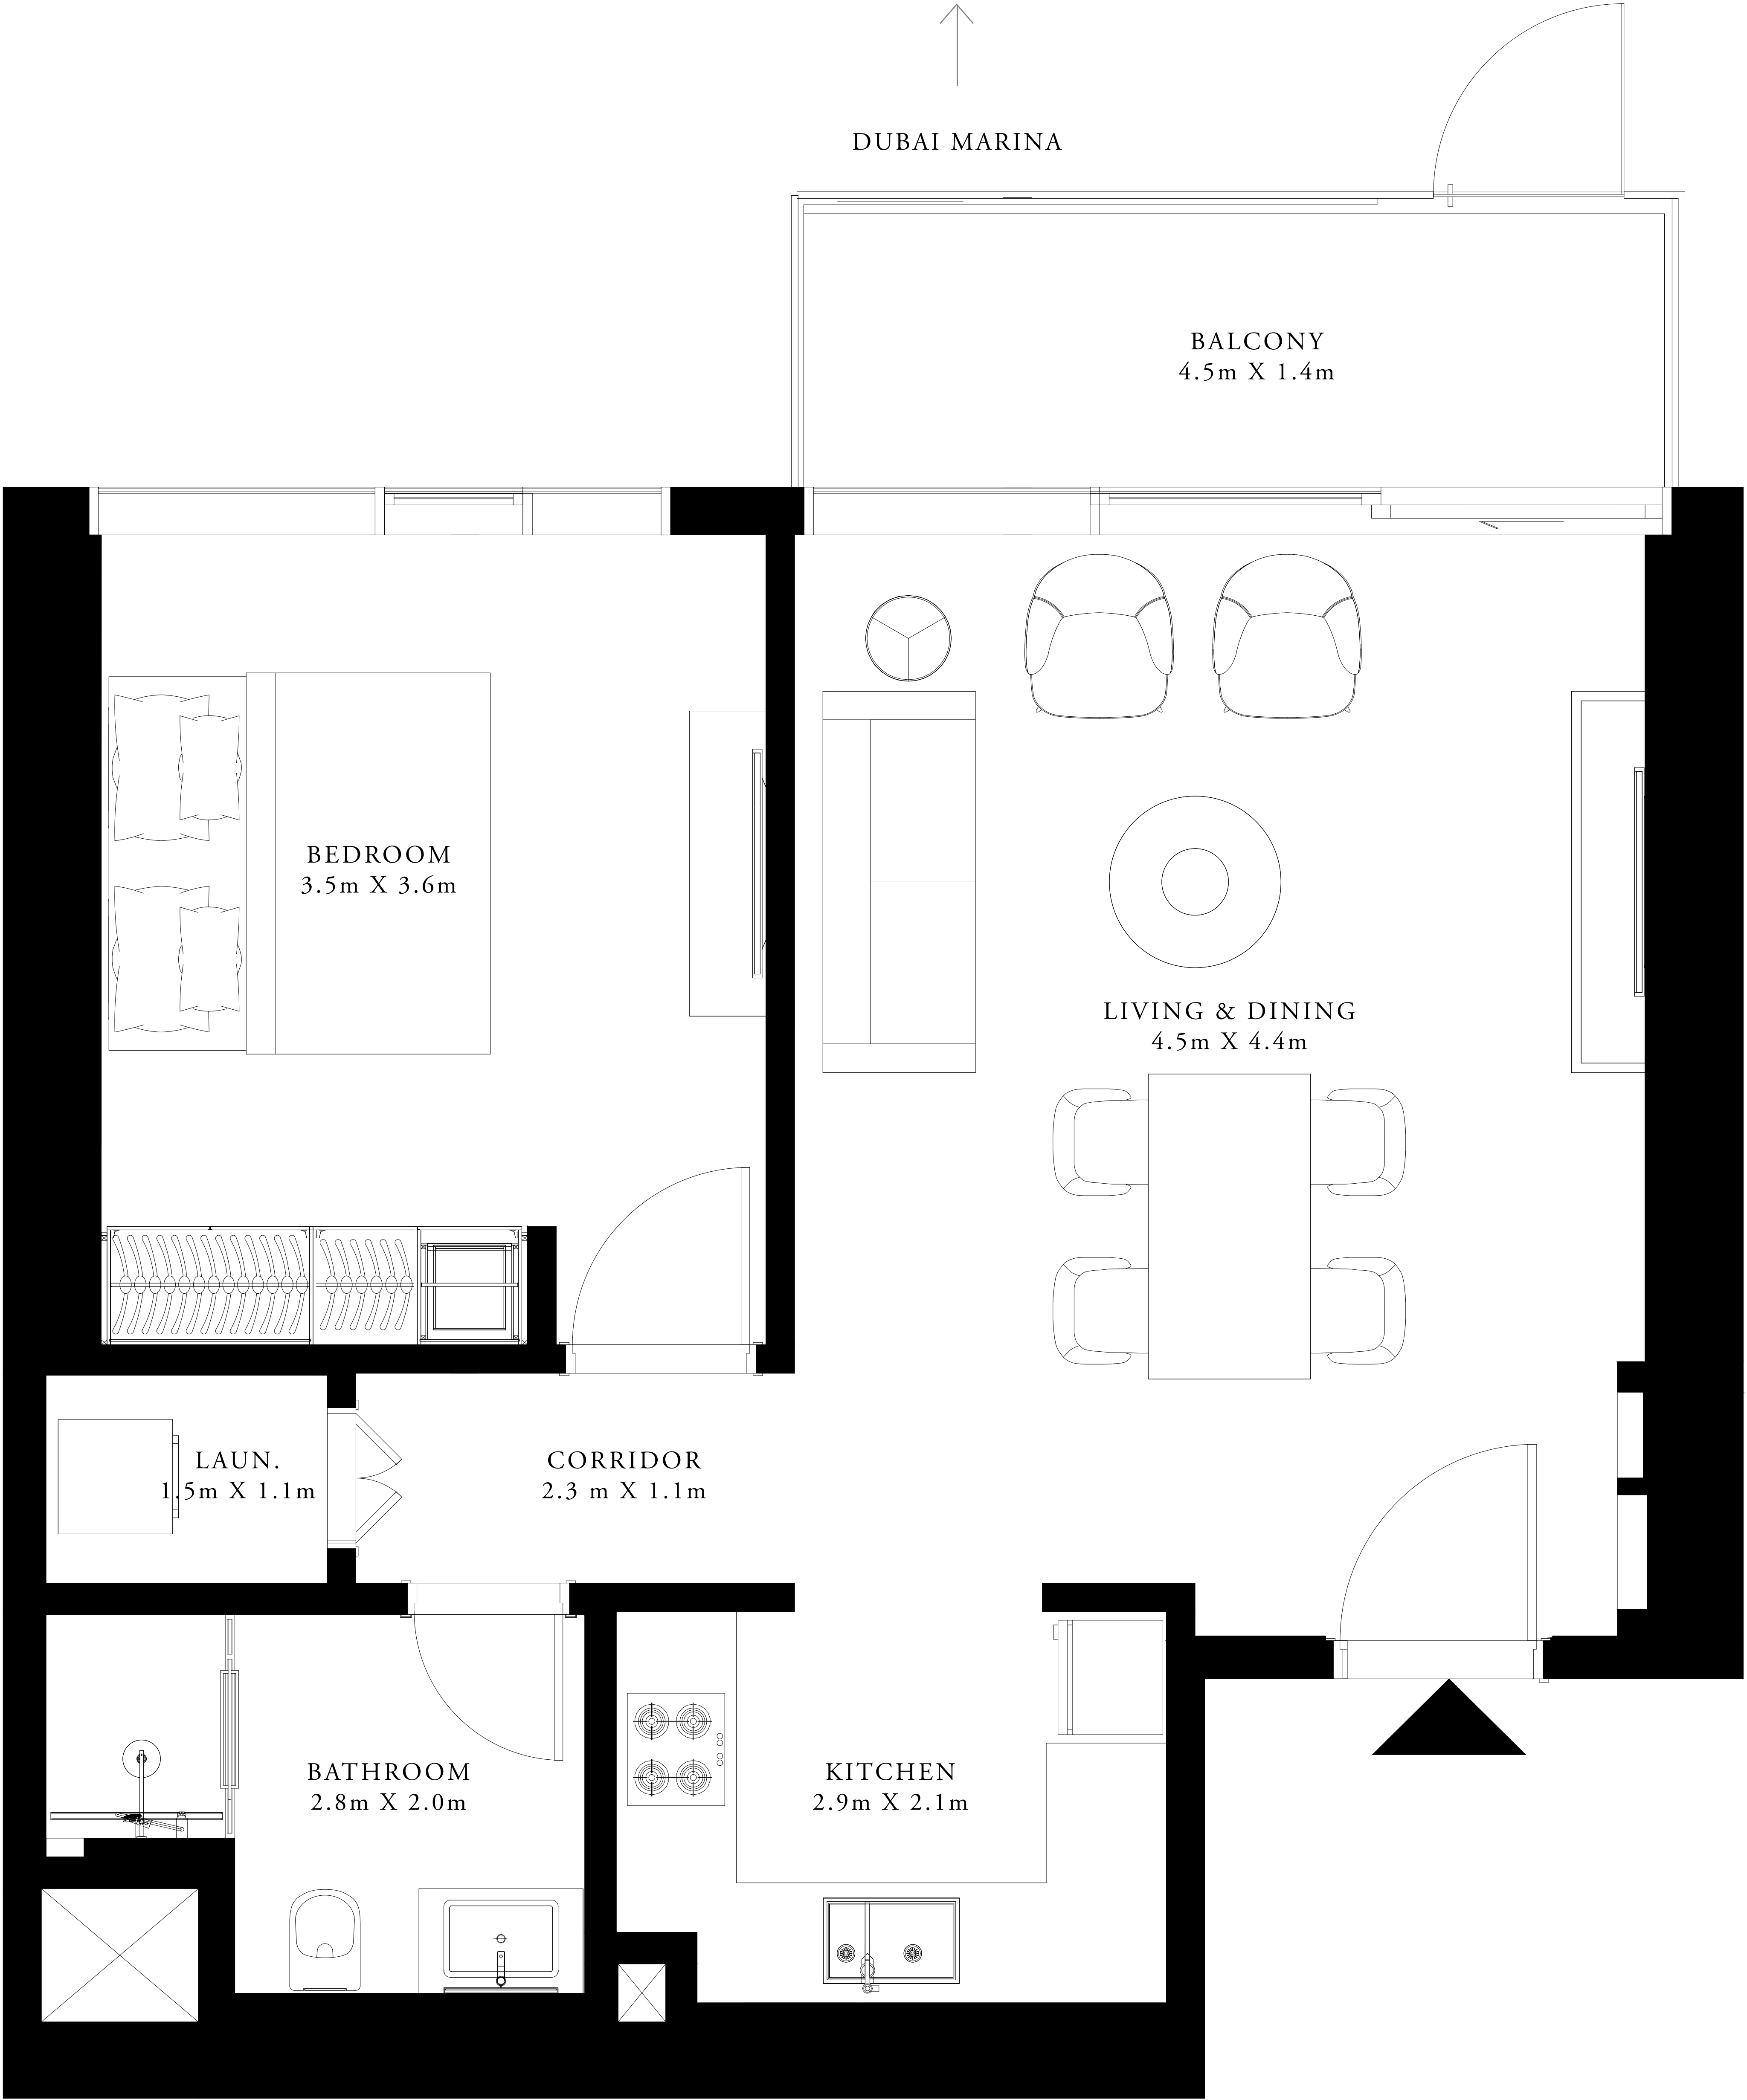 DUBAI MARINA
BALCONY
4.5m X 1.4m
BEDROOM
3.5m X 3.6m
LIVING & DINING
4.5m X 4.4m
LAUN.
1.5m X 1.1m
CORRIDOR
2.3 m X 1.1m
BATHROOM
2.8m X 2.0m
KITCHEN
2.9m X 2.1m